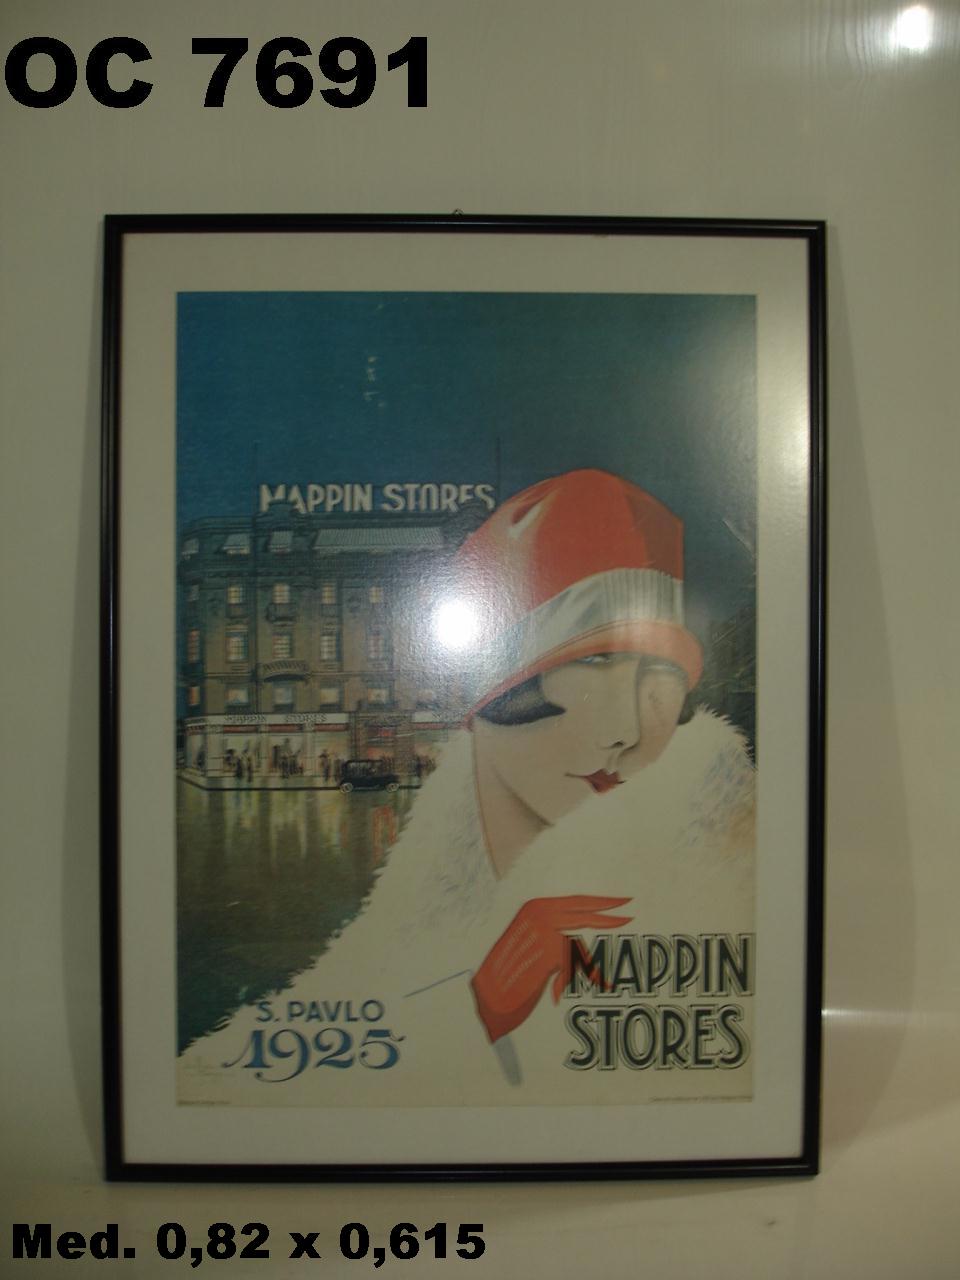 OC 7691
MAPPIN STORES
MAPPIN STORES
MAPPIN
STORES
S. PAVLO
1925
Med. 0,82 x 0,615